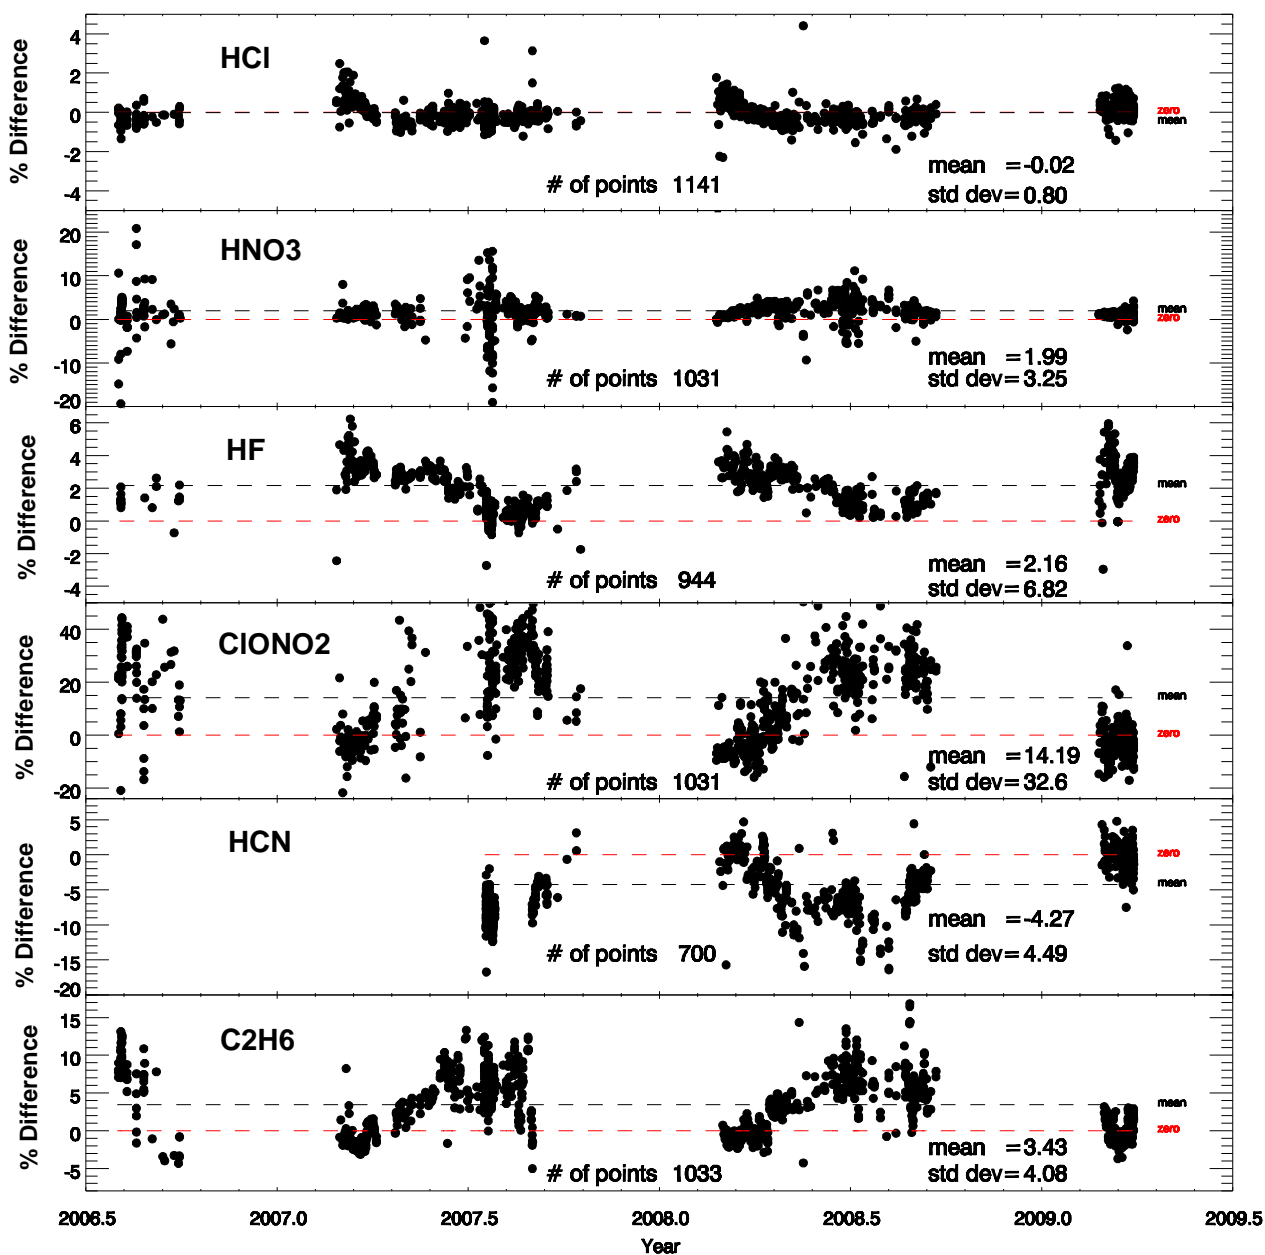 % Difference
4
2
0
-2
-4
HCl
zero
mean
# of points 1141
mean =-0.02
std dev=0.80
% Difference
20
10
0
-10
-20
HNO3
mean
zero
# of points 1031
mean =1.99
std dev=3.25
% Difference
6
4
2
0
-2
-4
HF
mean
zero
# of points 944
mean =2.16
std dev=6.82
% Difference
40
20
0
-20
ClONO2
mean
zero
# of points 1031
mean =14.19
std dev=32.6
% Difference
5
0
-5
-10
-15
-20
HCN
zero
mean
# of points 700
mean =-4.27
std dev=4.49
% Difference
15
10
5
0
-5
C2H6
mean
zero
# of points 1033
mean =3.43
std dev=4.08
2006.5 2007.0 2007.5 2008.0 2008.5 2009.0 2009.5
Year